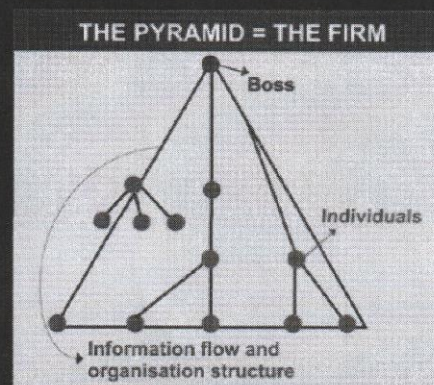 THE PYRAMID = THE FIRM
Boss
Individuals
Information flow and
organisation structure